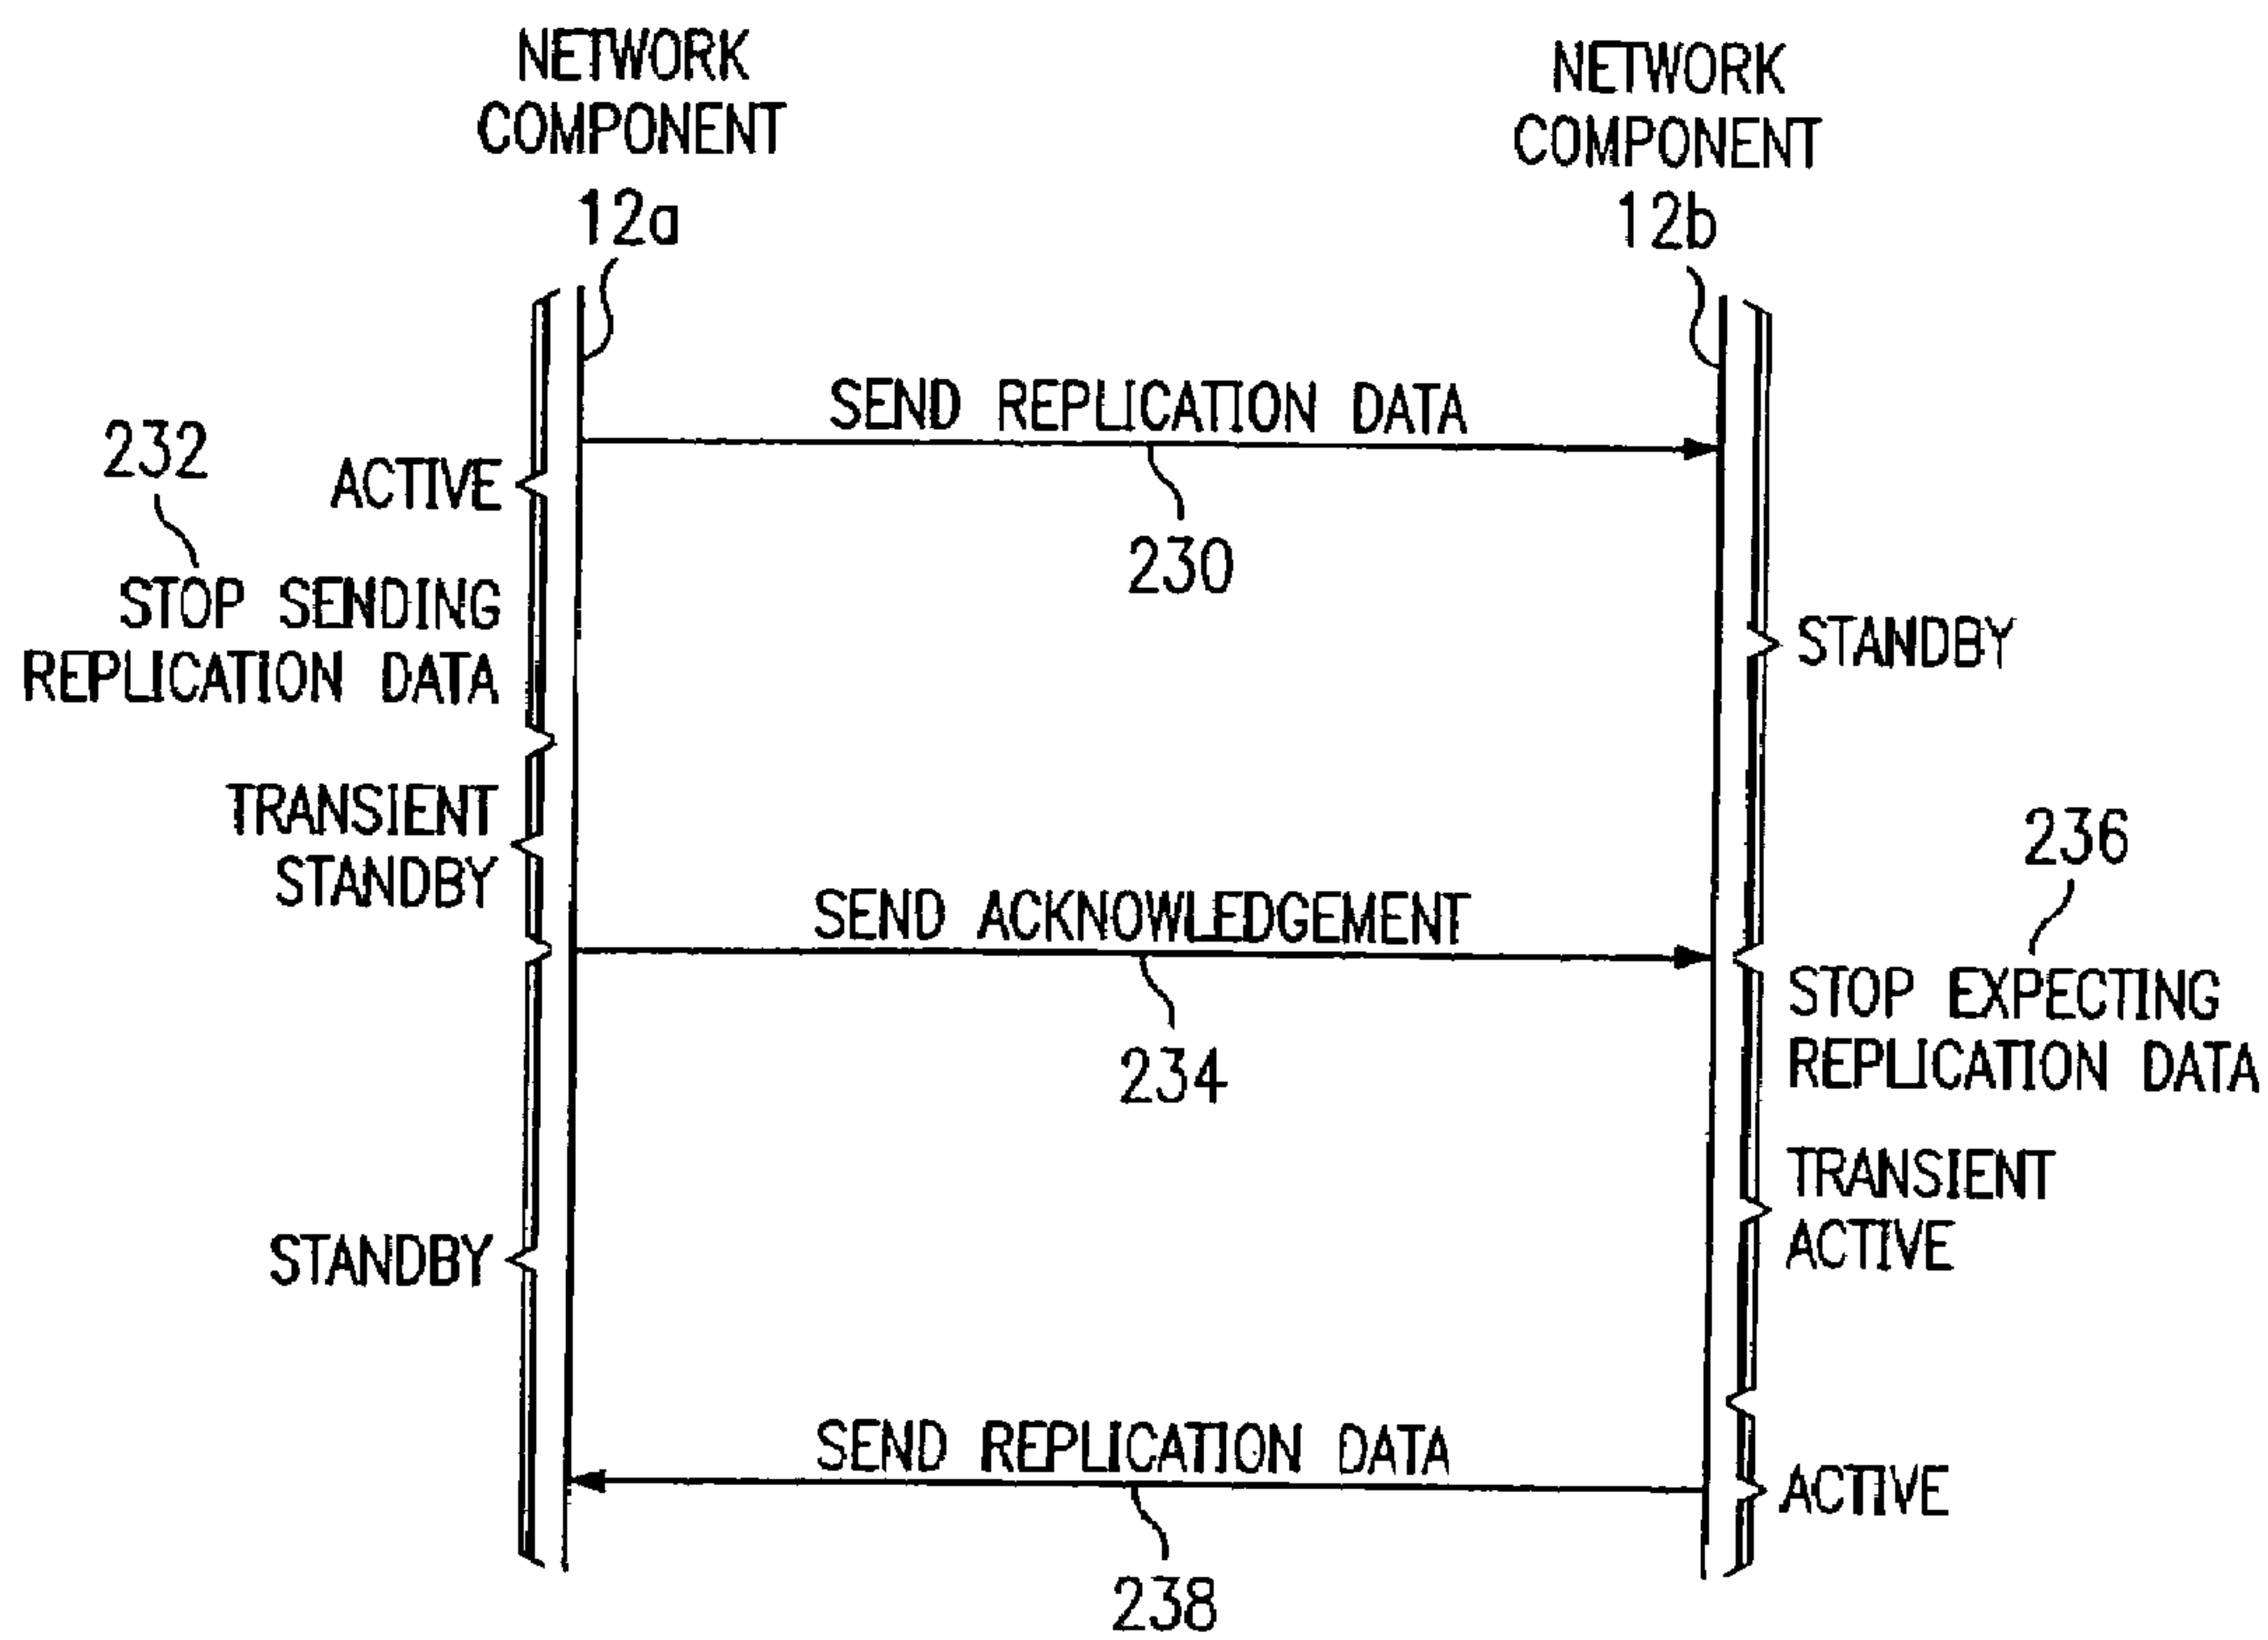 NETWORK
COMPONENT
12a
NETWORK
COMPONENT
12b
SEND REPLICATION DATA
232
ACTIVE
230
STOP SENDING
REPLICATION DATA
STANDBY
TRANSIENT
STANDBY
236
SEND ACKNOWLEDGEMENT
STOP EXPECTING
REPLICATION DATA
234
TRANSIENT
ACTIVE
STANDBY
SEND REPLICATION DATA
ACTIVE
238